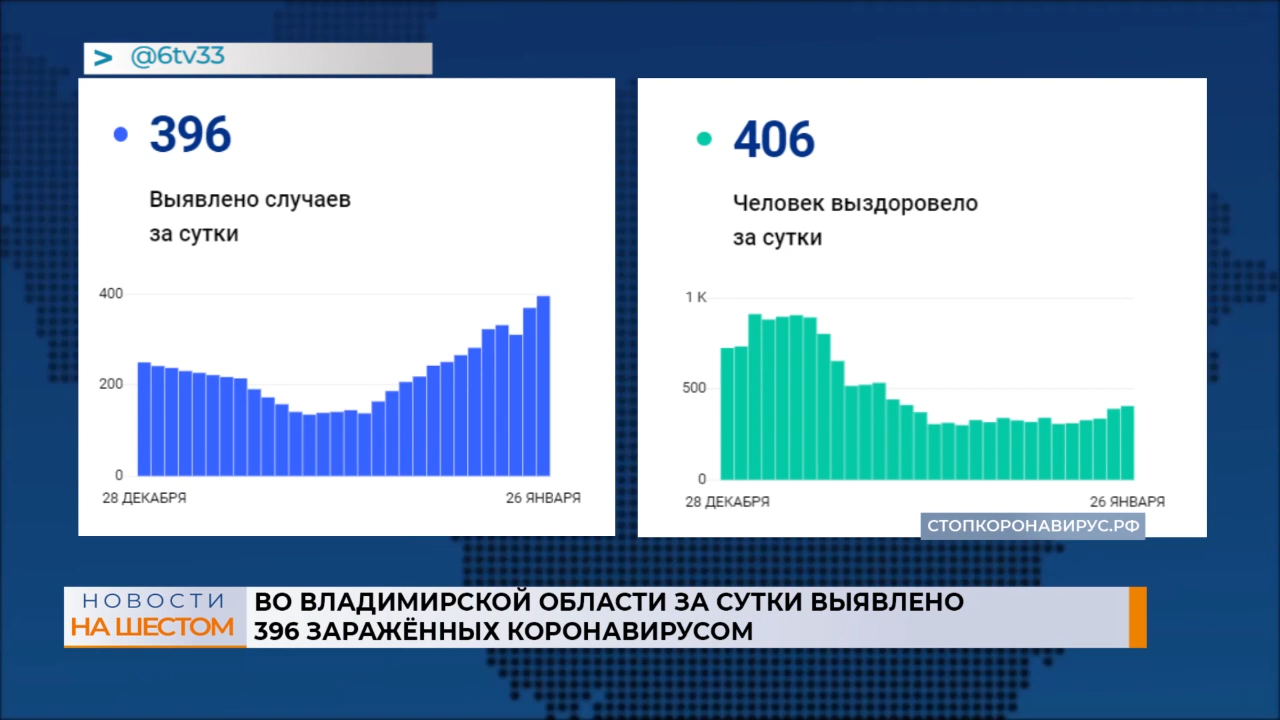 > @6tv33
396
Выявлено случаев
за сутки
400
200
0
28 ДЕКАБРЯ
26 ЯНВАРЯ
406
Человек выздоровело
за сутки
1 K
500
0
28 ДЕКАБРЯ
26 ЯНВАРЯ
СТОПКОРОНАВИРУС.РФ
НОВОСТИ
НА ШЕСТОМ
ВО ВЛАДИМИРСКОЙ ОБЛАСТИ ЗА СУТКИ ВЫЯВЛЕНО
396 ЗАРАЖЁННЫХ КОРОНАВИРУСОМ